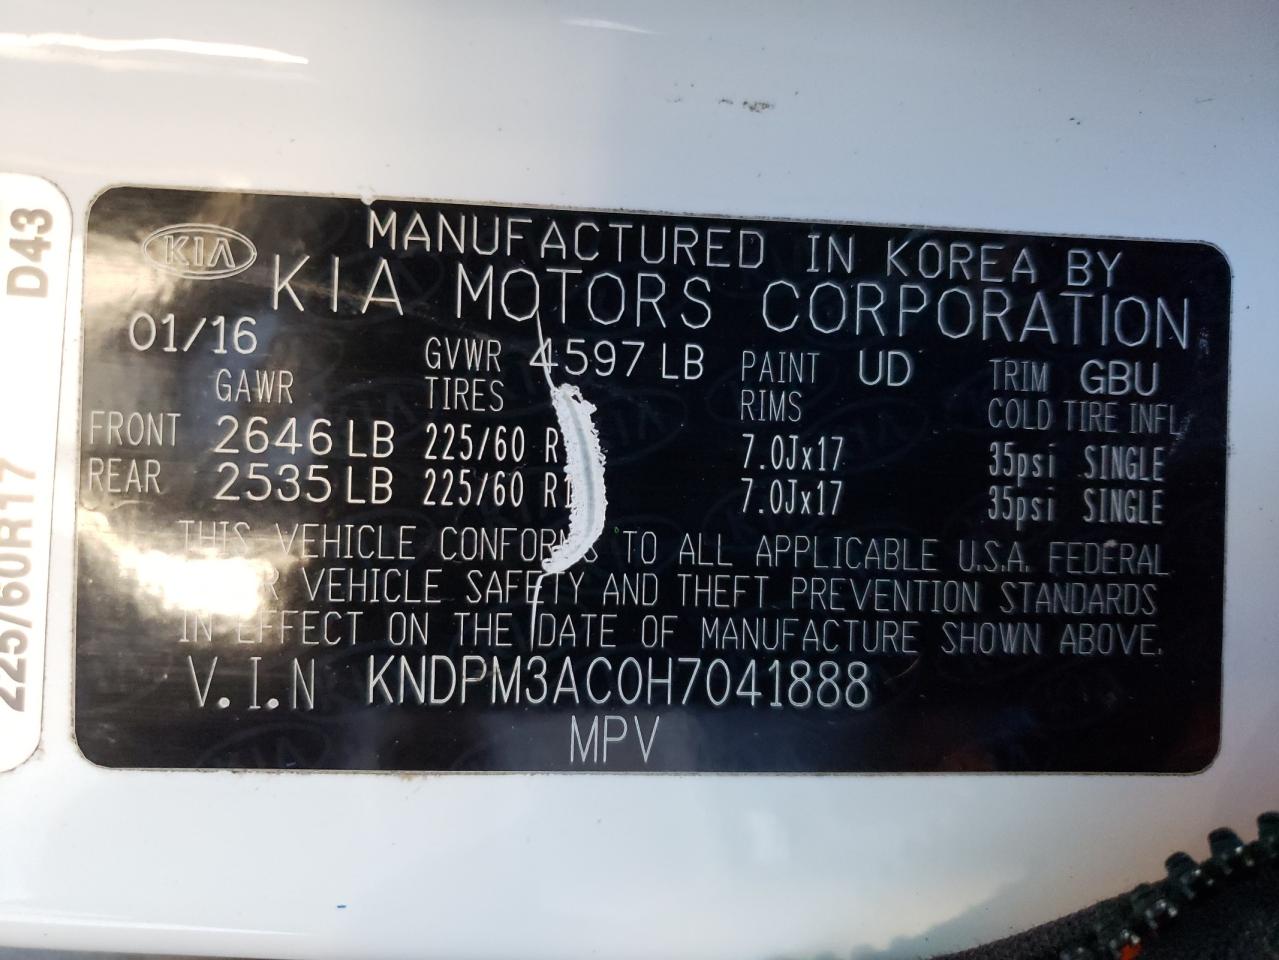 D43
225/60R17
KIA
MANUFACTURED IN KOREA BY
KIA MOTORS CORPORATION
01/16 GVWR 4597 LB PAINT UD TRIM GBU
GAWR TIRES RIMS COLD TIRE INFL
FRONT 2646 LB 225/60 7.0Jx17 35psi SINGLE
REAR 2535 LB 225/60 7.0Jx17 35psi SINGLE
THIS VEHICLE CONFORMS TO ALL APPLICABLE U.S.A. FEDERAL
VEHICLE SAFETY AND THEFT PREVENTION STANDARDS
IN EFFECT ON THE DATE OF MANUFACTURE SHOWN ABOVE.
V.I.N KNDPM3AC0H7041888
MPV